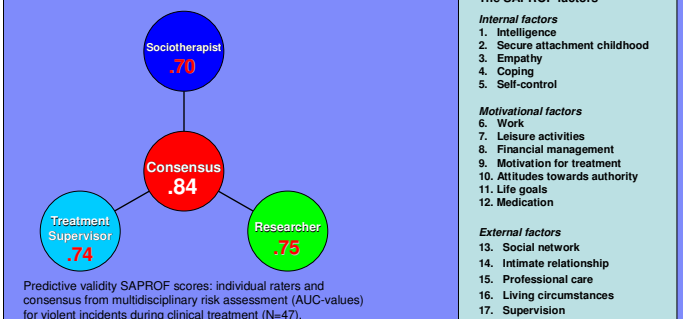 Sociotherapist
.70
Consensus
.84
Treatment
Supervisor
.74
Researcher
.75
Predictive validity SAPROF scores: individual raters and
consensus from multidisciplinary risk assessment (AUC-values)
for violent incidents during clinical treatment (N=47).
The SAPROF factors
Internal factors
1. Intelligence
2. Secure attachment childhood
3. Empathy
4. Coping
5. Self-control
Motivational factors
6. Work
7. Leisure activities
8. Financial management
9. Motivation for treatment
10. Attitudes towards authority
11. Life goals
12. Medication
External factors
13. Social network
14. Intimate relationship
15. Professional care
16. Living circumstances
17. Supervision